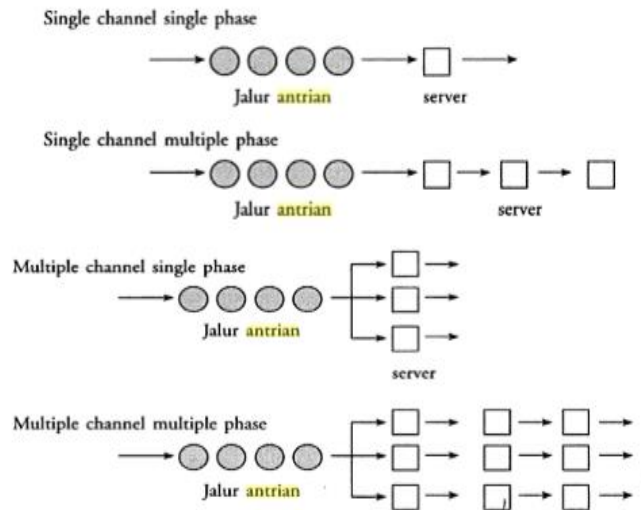 Single channel single phase
Jalur antrian
server
Single channel multiple phase
Jalur antrian
server
Multiple channel single phase
Jalur antrian
server
Multiple channel multiple phase
Jalur antrian